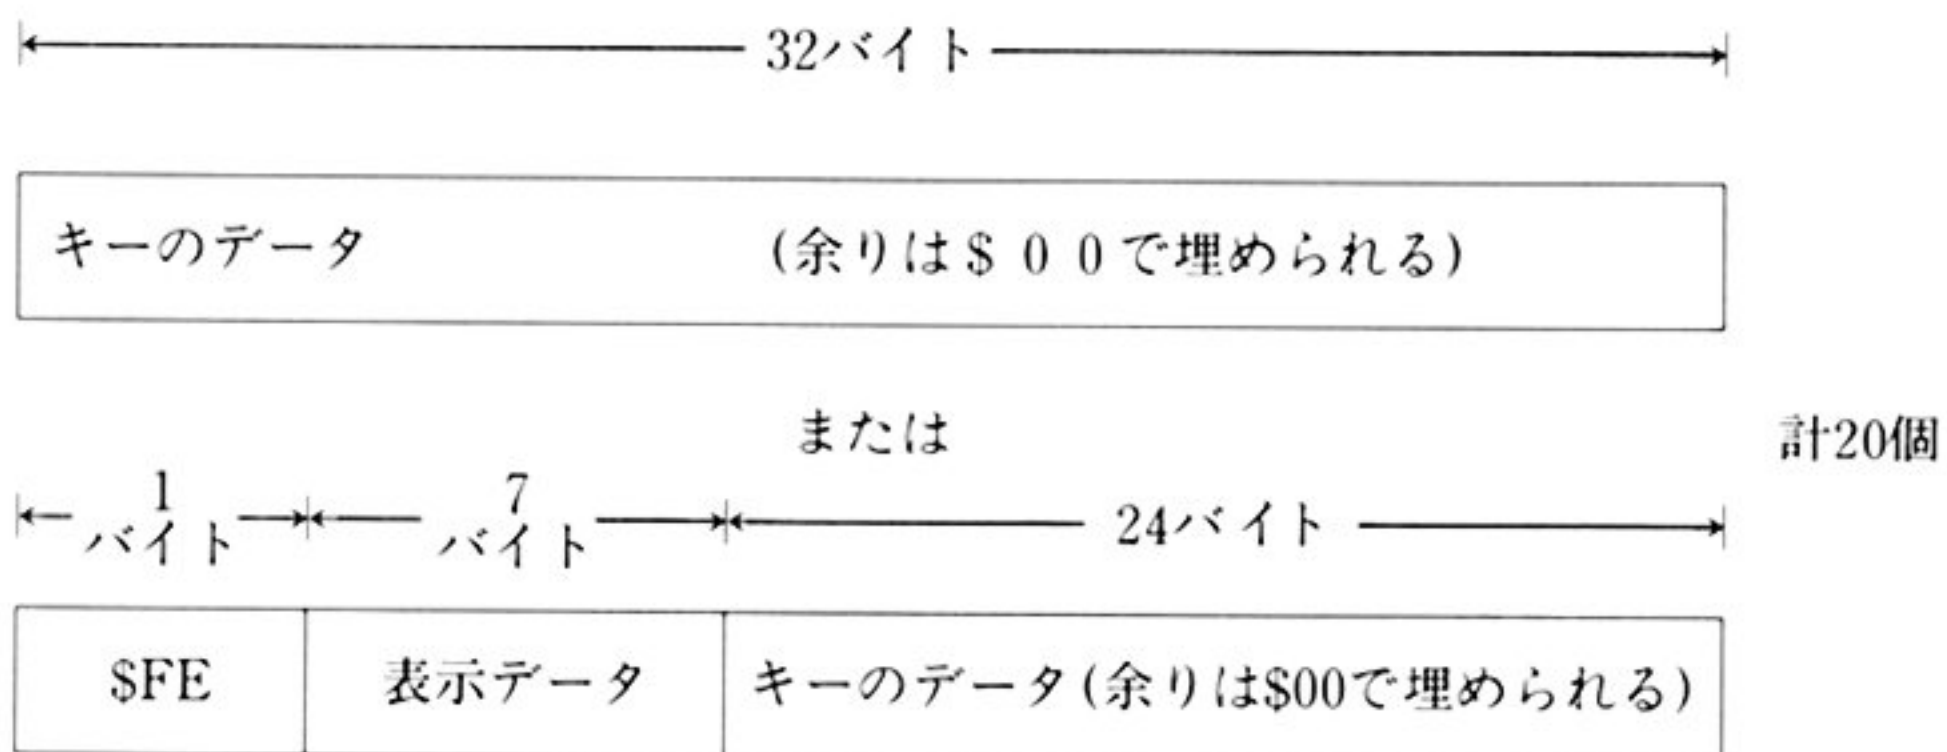 32バイト
キーのデータ (余りは$00で埋められる)
または
計20個
1
バイト
7
バイト
24バイト
$FE
表示データ
キーのデータ(余りは$00で埋められる)